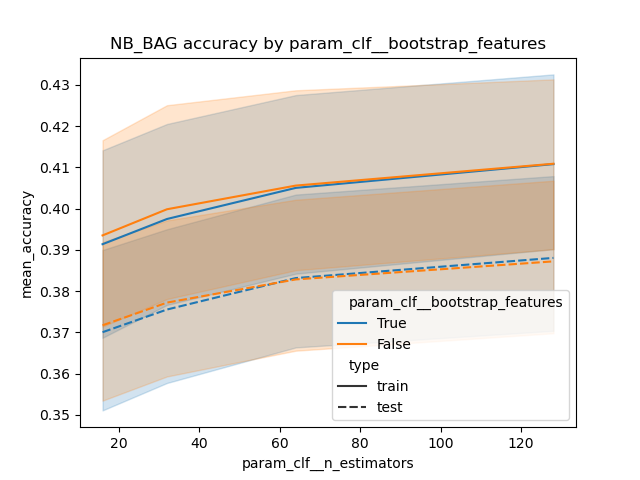 NB_BAG accuracy by param_clf__bootstrap_features
mean_accuracy
0.43
0.42
0.41
0.40
0.39
0.38
0.37
0.36
0.35
param_clf__bootstrap_features
True
False
type
train
test
20 40 60 80 100 120
param_clf__n_estimators